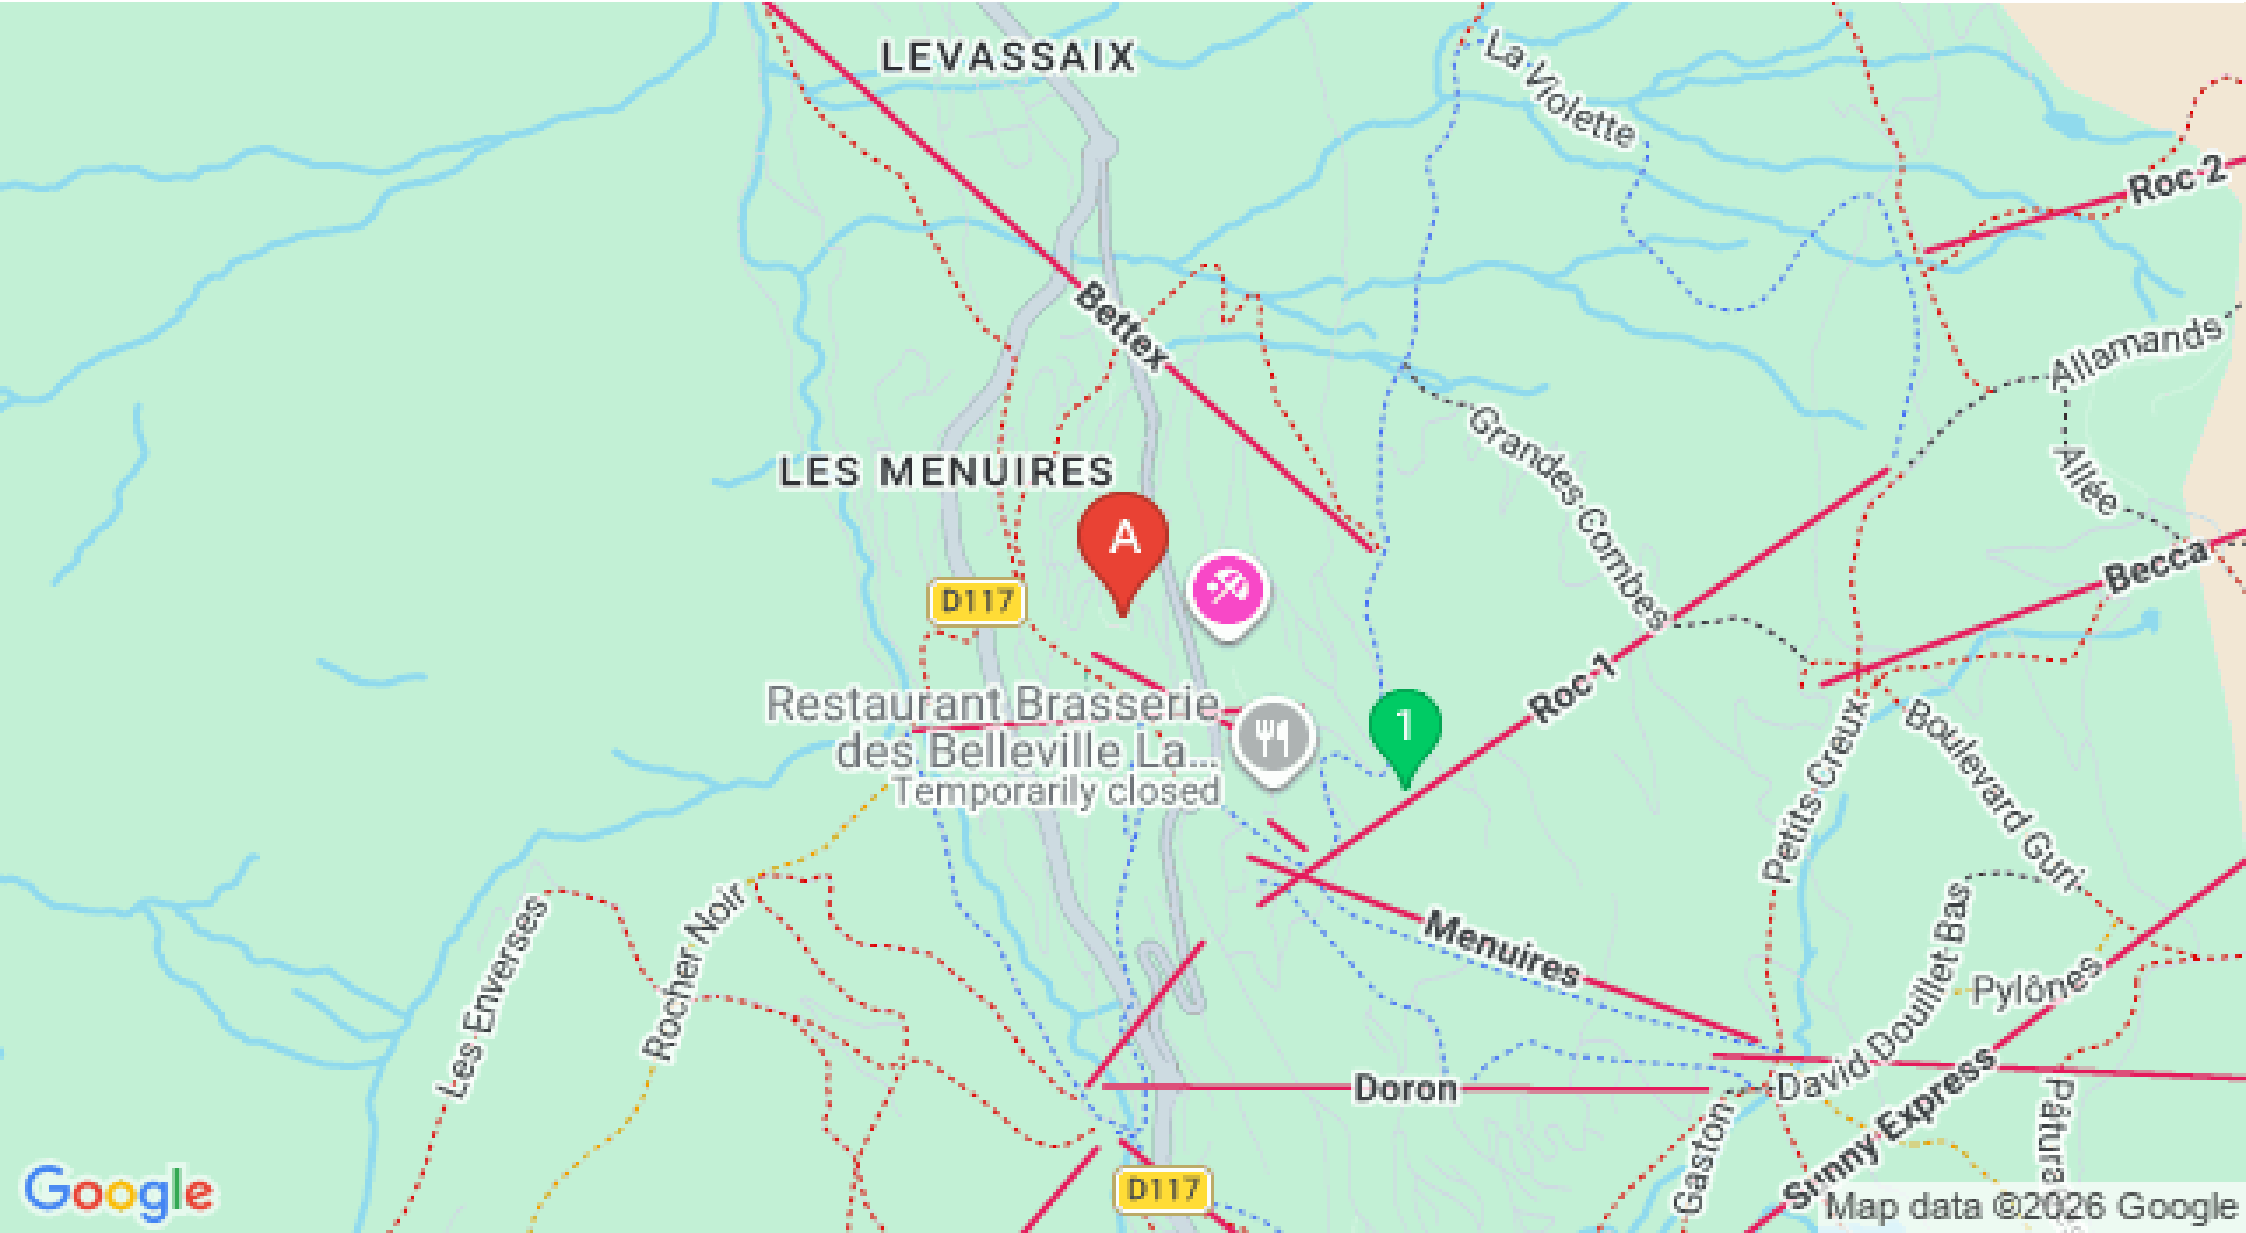 LEVASSAIX
La Violette
Roc 2
Bettex
Allamands
Grandes Combes
Allée
LES MENUIRES
A
Becca
D117
Roc 1
Restaurant Brasserie
des Belleville La...
Temporarily closed
1
Petits Creux
Boulevard Guri
Les Enverses
Rocher Noir
Menuires
David Douillet Bas
Pylônes
Doron
Sunny Express
Gaston
Pâtura
D117
Google
Map data ©2026 Google